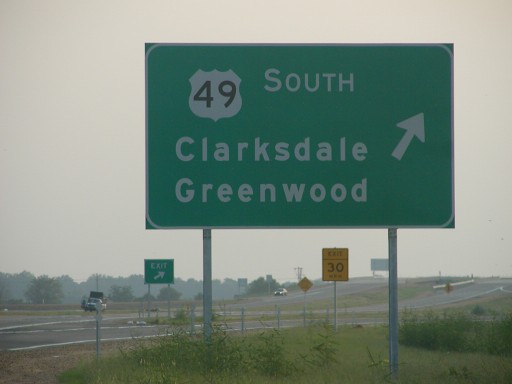 49 SOUTH
Clarksdale
Greenwood
EXIT
EXIT
30
MPH